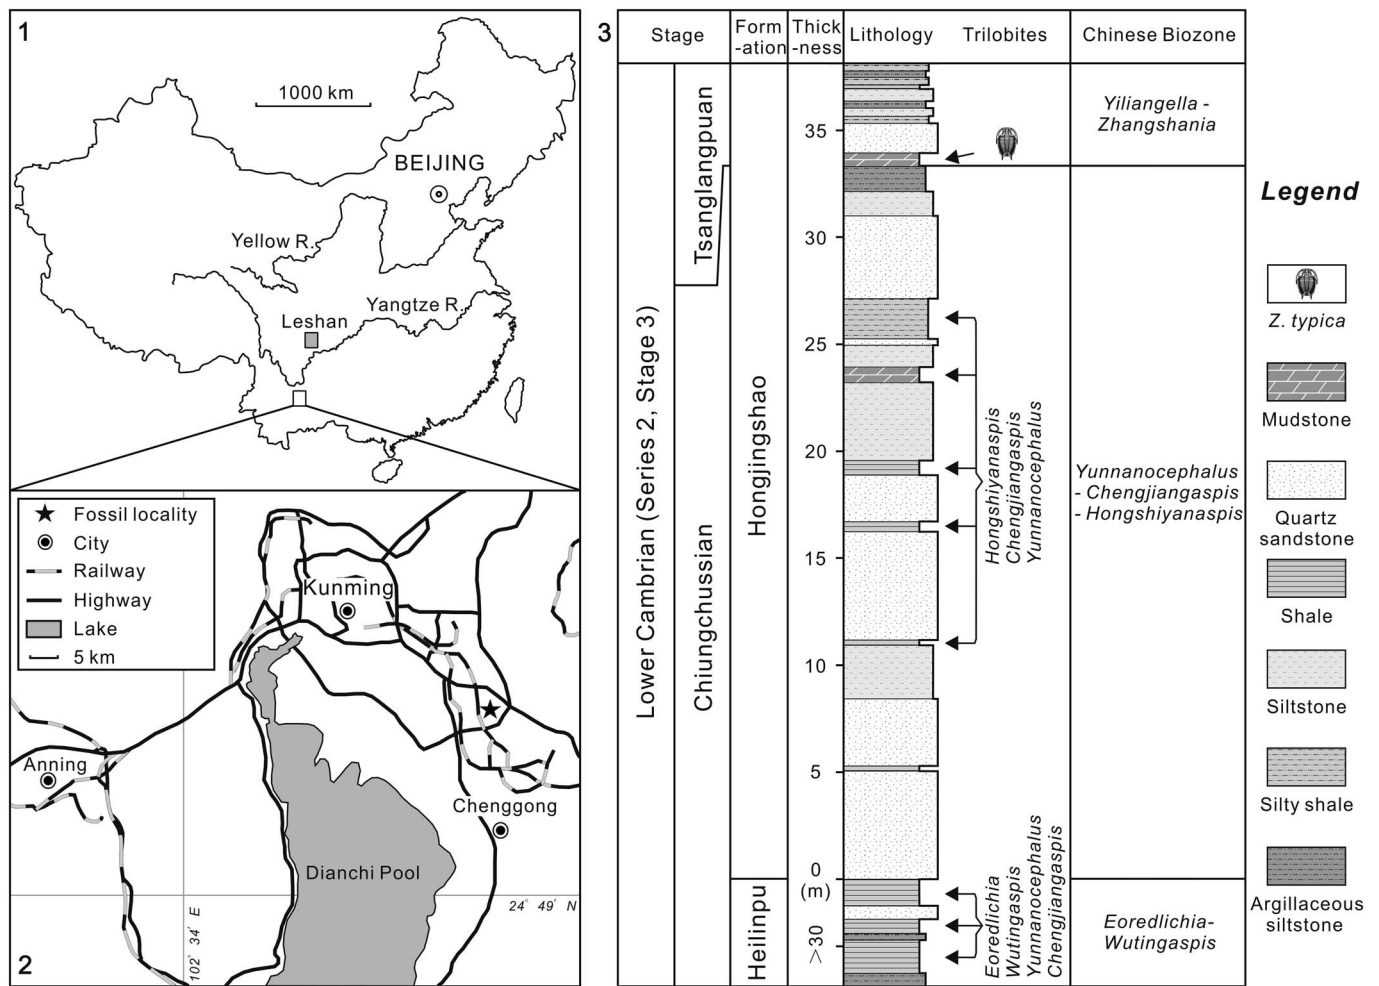 1
1000 km
BEIJING
Yellow R.
Yangtze R.
Leshan
Fossil locality
City
Railway
Highway
Lake
5 km
Kunming
Anning
Chenggong
Dianchi Pool
24° 49′ N
102° 34′ E
2
3
Stage
Form
-ation
Thick
-ness
Lithology
Trilobites
Chinese Biozone
Lower Cambrian (Series 2, Stage 3)
Tsanglangpuan
Chiungchussian
Hongjingshao
Heilinpu
35
30
25
20
15
10
5
0
(m)
>30
Hongshiyanaspis
Chengjiangaspis
Yunnanocephalus
Eoredlichia
Wutingaspis
Yunnanocephalus
Chengjiangaspis
Yiliangella -
Zhangshania
Yunnanocephalus
- Chengjiangaspis
- Hongshiyanaspis
Eoredlichia-
Wutingaspis
Legend
Z. typica
Mudstone
Quartz
sandstone
Shale
Siltstone
Silty shale
Argillaceous
siltstone